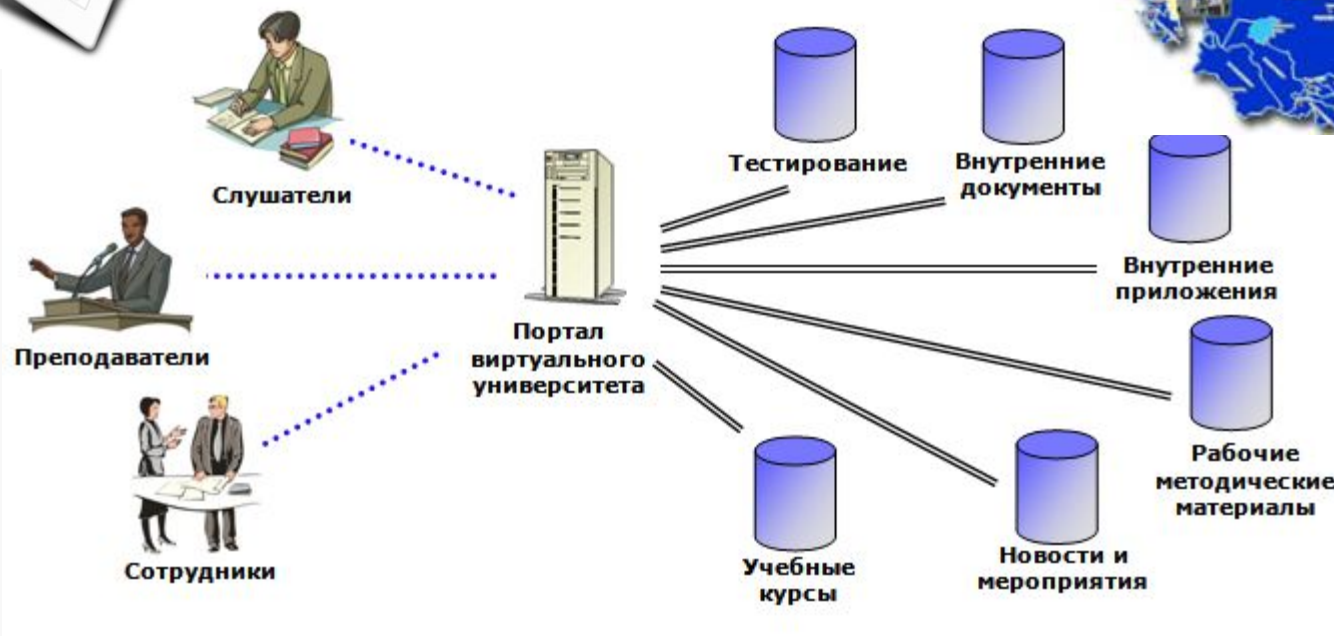 Слушатели
Преподаватели
Сотрудники
Портал
виртуального
университета
Тестирование
Внутренние
документы
Внутренние
приложения
Рабочие
методические
материалы
Новости и
мероприятия
Учебные
курсы